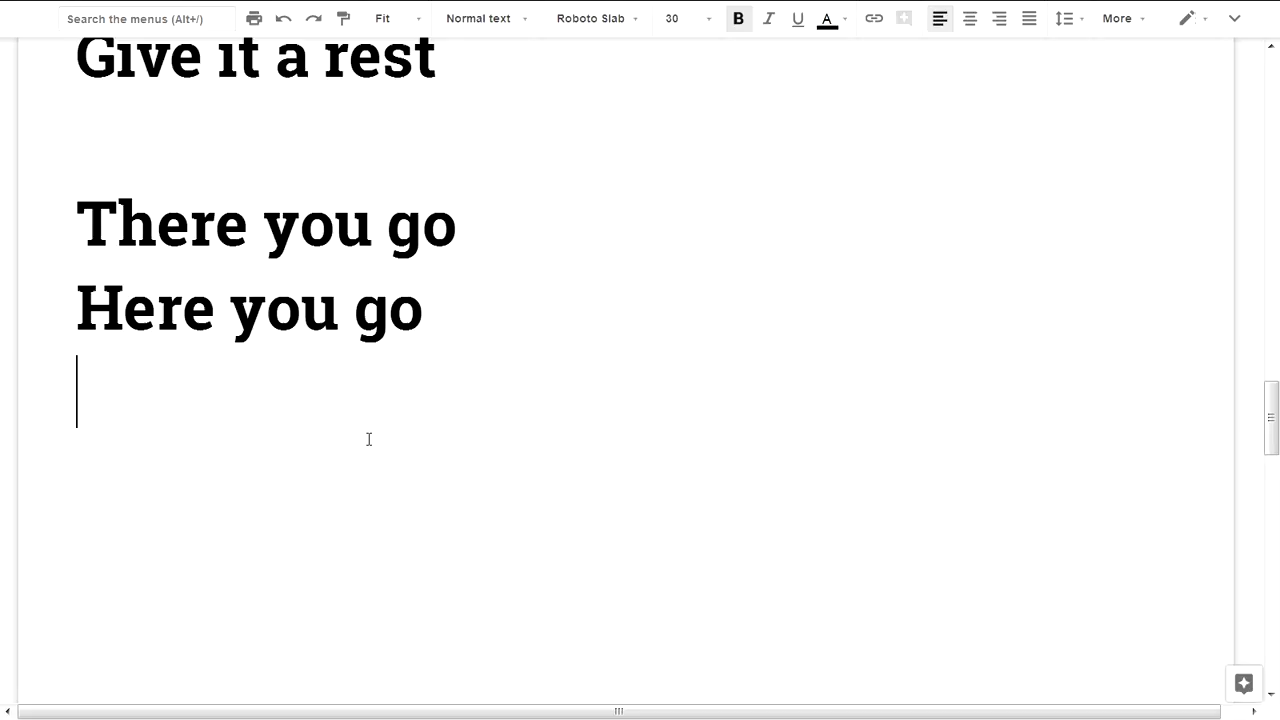 Search the menus (Alt+/) Fit Normal text Roboto Slab 30 B I U A More
Give it a rest
There you go
Here you go